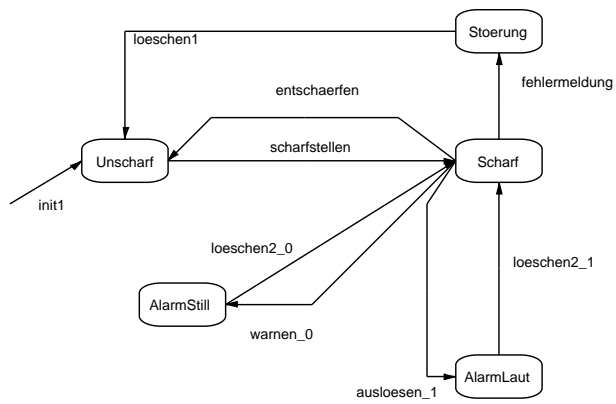 Stoerung
loeschen1
fehlermeldung
entschaerfen
scharfstellen
Unscharf
Scharf
init1
loeschen2_0
loeschen2_1
AlarmStill
warnen_0
AlarmLaut
ausloesen_1